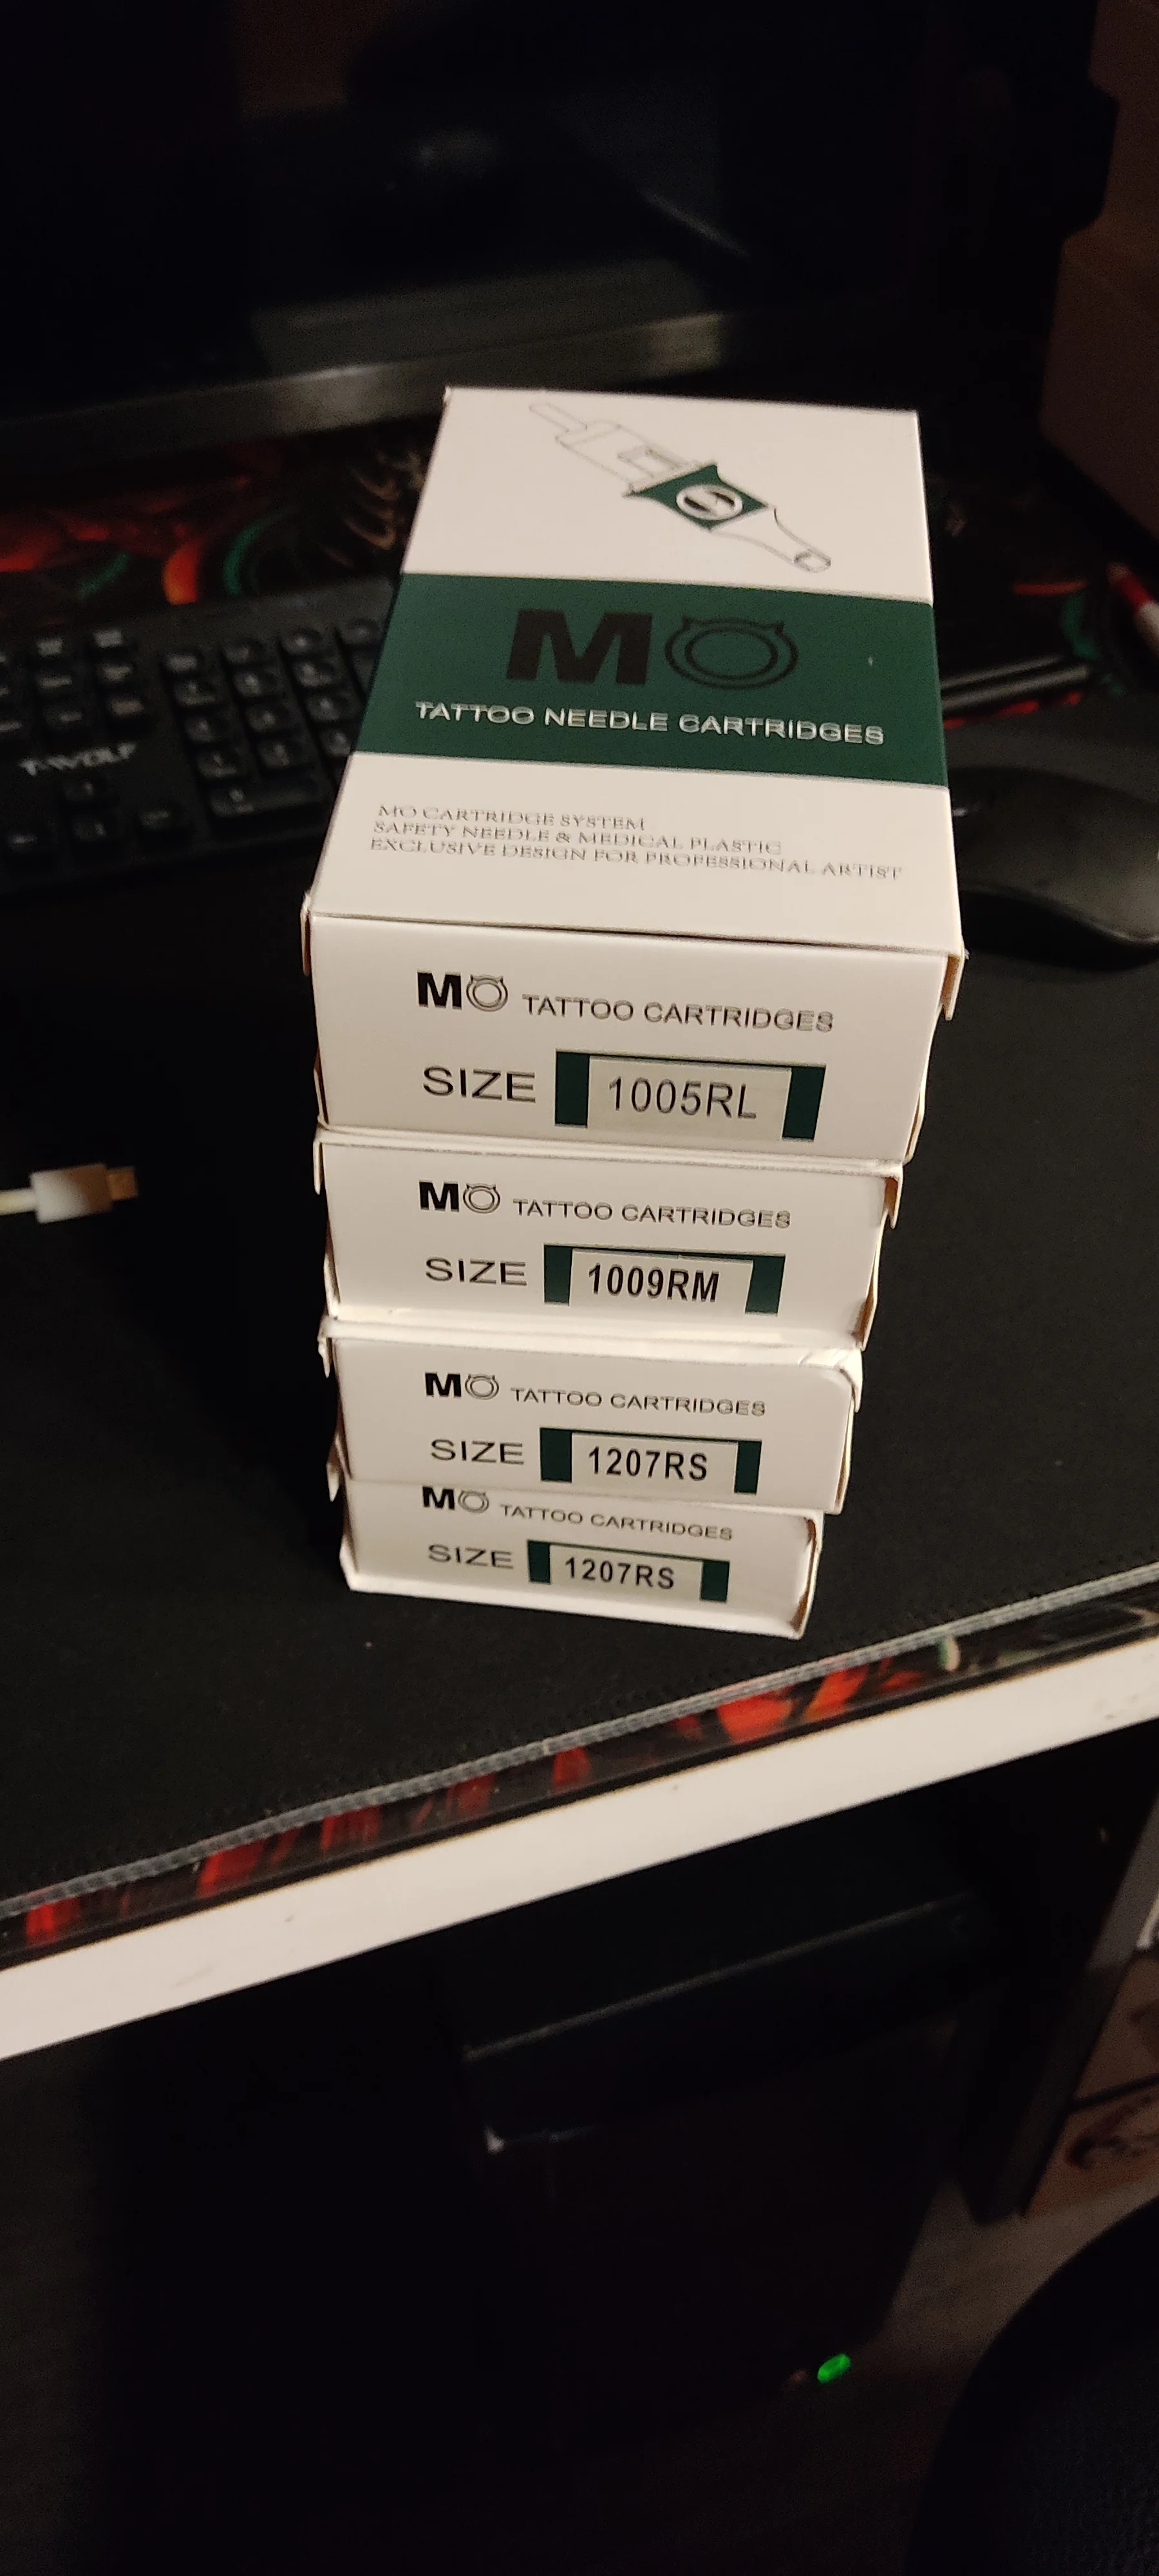 MO
TATTOO NEEDLE CARTRIDGES
MO CARTRIDGE SYSTEM
SAFETY NEEDLE & MEDICAL PLASTIC
EXCLUSIVE DESIGN FOR PROFESSIONAL ARTIST
MO TATTOO CARTRIDGES
SIZE 1005RL
MO TATTOO CARTRIDGES
SIZE 1009RM
MO TATTOO CARTRIDGES
SIZE 1207RS
MO TATTOO CARTRIDGES
SIZE 1207RS
T-WOLF